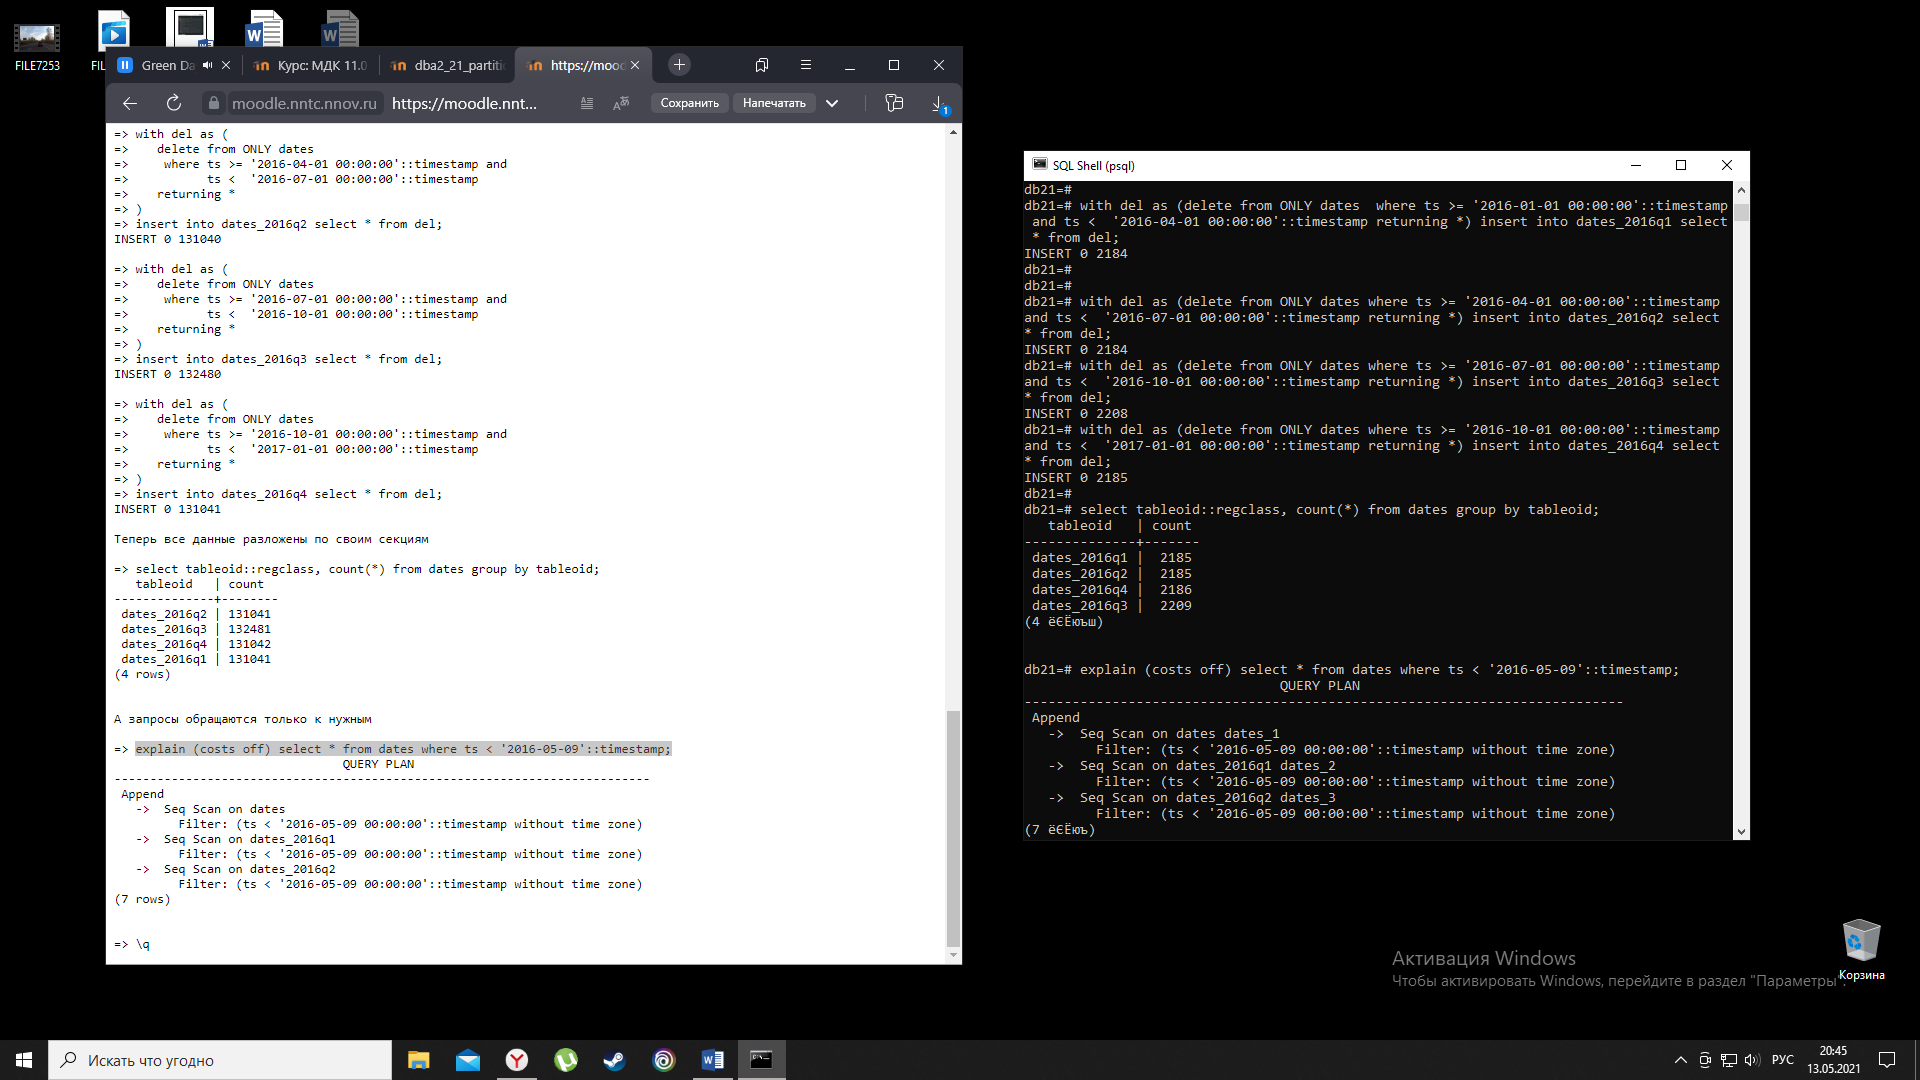 FILE7253
FIL
Green Da
Курс: МДК 11.0
dba2_21_partiti
https://mood
moodle.nntc.nnov.ru
https://moodle.nnt...
Сохранить
Напечатать
1
=> with del as (
=>    delete from ONLY dates
=>     where ts >= '2016-04-01 00:00:00'::timestamp and
=>           ts <  '2016-07-01 00:00:00'::timestamp
=>    returning *
=> )
=> insert into dates_2016q2 select * from del;
INSERT 0 131040
=> with del as (
=>    delete from ONLY dates
=>     where ts >= '2016-07-01 00:00:00'::timestamp and
=>           ts <  '2016-10-01 00:00:00'::timestamp
=>    returning *
=> )
=> insert into dates_2016q3 select * from del;
INSERT 0 132480
=> with del as (
=>    delete from ONLY dates
=>     where ts >= '2016-10-01 00:00:00'::timestamp and
=>           ts <  '2017-01-01 00:00:00'::timestamp
=>    returning *
=> )
=> insert into dates_2016q4 select * from del;
INSERT 0 131041
Теперь все данные разложены по своим секциям
=> select tableoid::regclass, count(*) from dates group by tableoid;
   tableoid   | count
--------------+--------
 dates_2016q2 | 131041
 dates_2016q3 | 132481
 dates_2016q4 | 131042
 dates_2016q1 | 131041
(4 rows)
А запросы обращаются только к нужным
=> explain (costs off) select * from dates where ts < '2016-05-09'::timestamp;
                                QUERY PLAN
---------------------------------------------------------------------------
 Append
   ->  Seq Scan on dates
         Filter: (ts < '2016-05-09 00:00:00'::timestamp without time zone)
   ->  Seq Scan on dates_2016q1
         Filter: (ts < '2016-05-09 00:00:00'::timestamp without time zone)
   ->  Seq Scan on dates_2016q2
         Filter: (ts < '2016-05-09 00:00:00'::timestamp without time zone)
(7 rows)
=> \q
SQL Shell (psql)
db21=#
db21=# with del as (delete from ONLY dates  where ts >= '2016-01-01 00:00:00'::timestamp
 and ts <  '2016-04-01 00:00:00'::timestamp returning *) insert into dates_2016q1 select
 * from del;
INSERT 0 2184
db21=#
db21=#
db21=# with del as (delete from ONLY dates where ts >= '2016-04-01 00:00:00'::timestamp
and ts <  '2016-07-01 00:00:00'::timestamp returning *) insert into dates_2016q2 select
* from del;
INSERT 0 2184
db21=# with del as (delete from ONLY dates where ts >= '2016-07-01 00:00:00'::timestamp
and ts <  '2016-10-01 00:00:00'::timestamp returning *) insert into dates_2016q3 select
* from del;
INSERT 0 2208
db21=# with del as (delete from ONLY dates where ts >= '2016-10-01 00:00:00'::timestamp
and ts <  '2017-01-01 00:00:00'::timestamp returning *) insert into dates_2016q4 select
* from del;
INSERT 0 2185
db21=#
db21=# select tableoid::regclass, count(*) from dates group by tableoid;
   tableoid   | count
--------------+-------
 dates_2016q1 |  2185
 dates_2016q2 |  2185
 dates_2016q4 |  2186
 dates_2016q3 |  2209
(4 ёЄЁюъш)
db21=# explain (costs off) select * from dates where ts < '2016-05-09'::timestamp;
                                QUERY PLAN
---------------------------------------------------------------------------
 Append
   ->  Seq Scan on dates dates_1
         Filter: (ts < '2016-05-09 00:00:00'::timestamp without time zone)
   ->  Seq Scan on dates_2016q1 dates_2
         Filter: (ts < '2016-05-09 00:00:00'::timestamp without time zone)
   ->  Seq Scan on dates_2016q2 dates_3
         Filter: (ts < '2016-05-09 00:00:00'::timestamp without time zone)
(7 ёЄЁюъ)
Активация Windows
Чтобы активировать Windows, перейдите в раздел "Параметры".
Корзина
Искать что угодно
РУС
20:45
13.05.2021